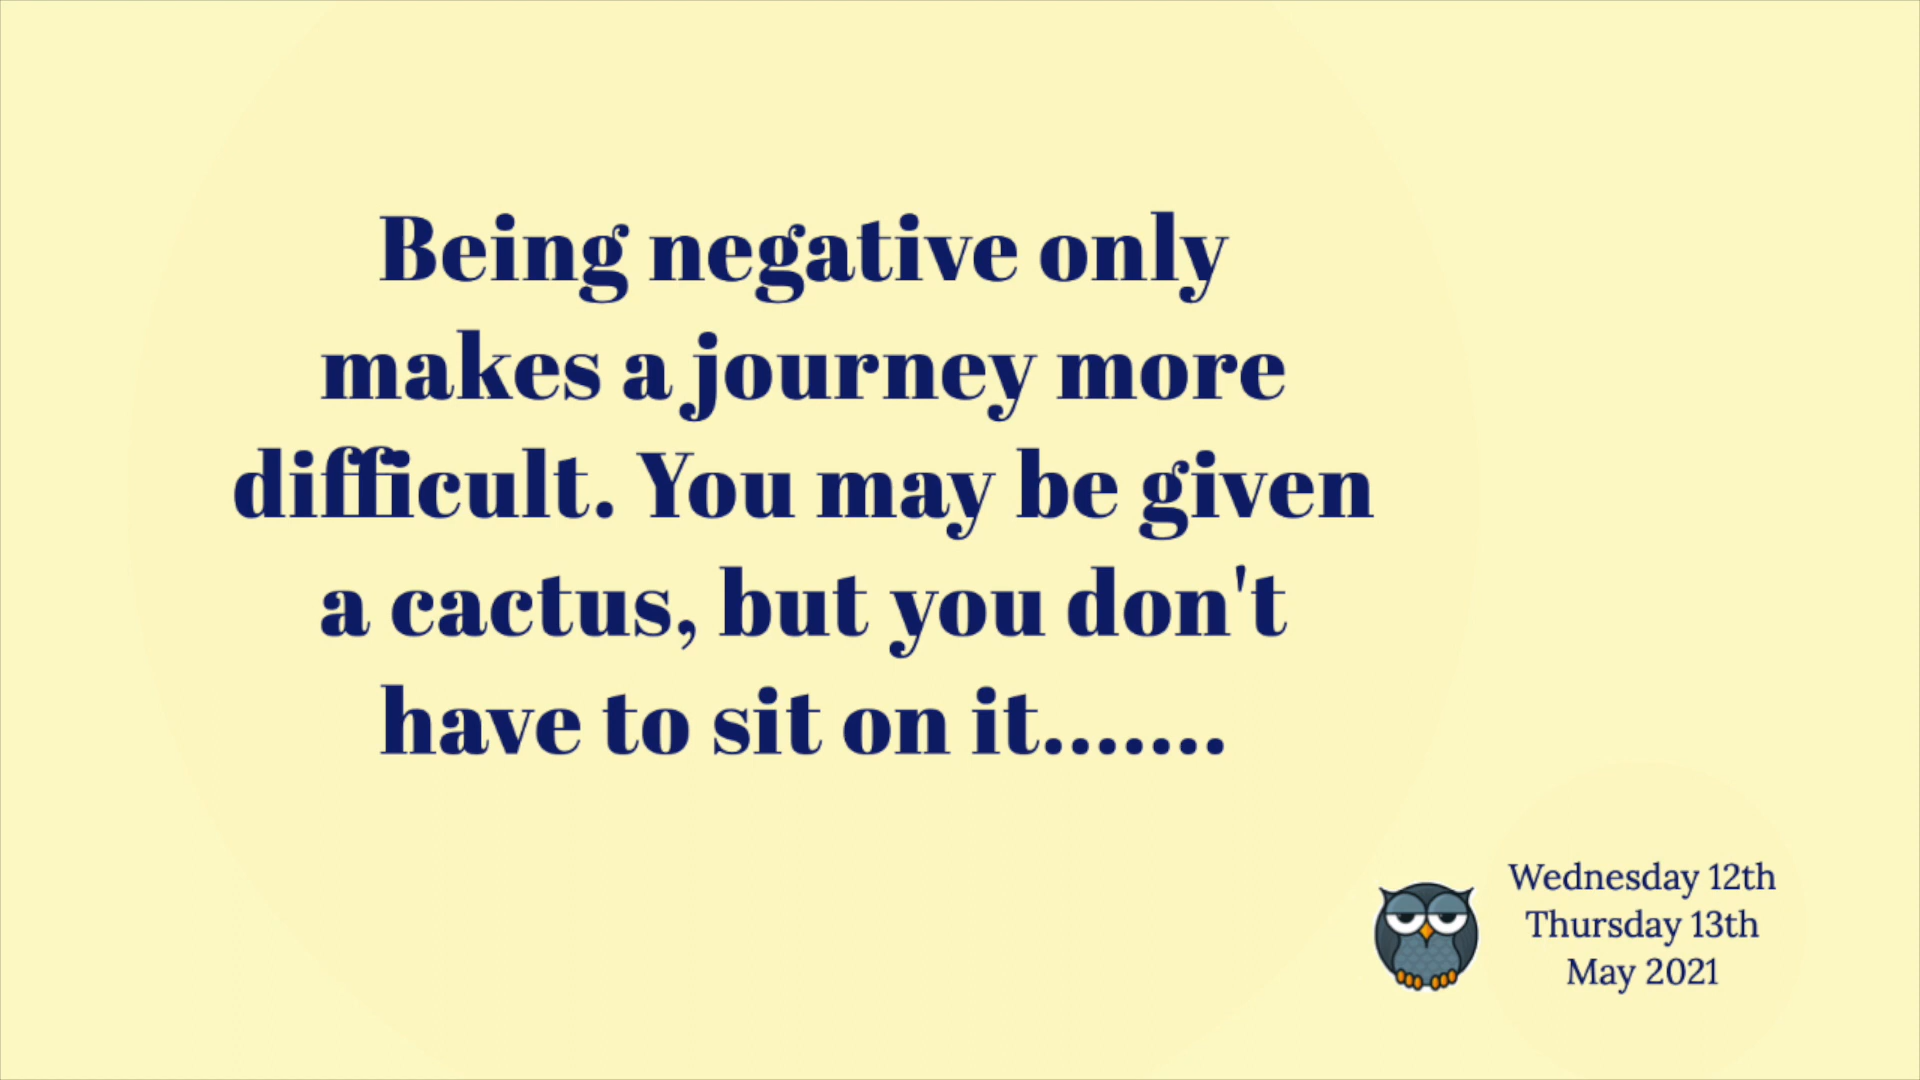 Being negative only
makes a journey more
difficult. You may be given
a cactus, but you don't
have to sit on it.......
Wednesday 12th
Thursday 13th
May 2021